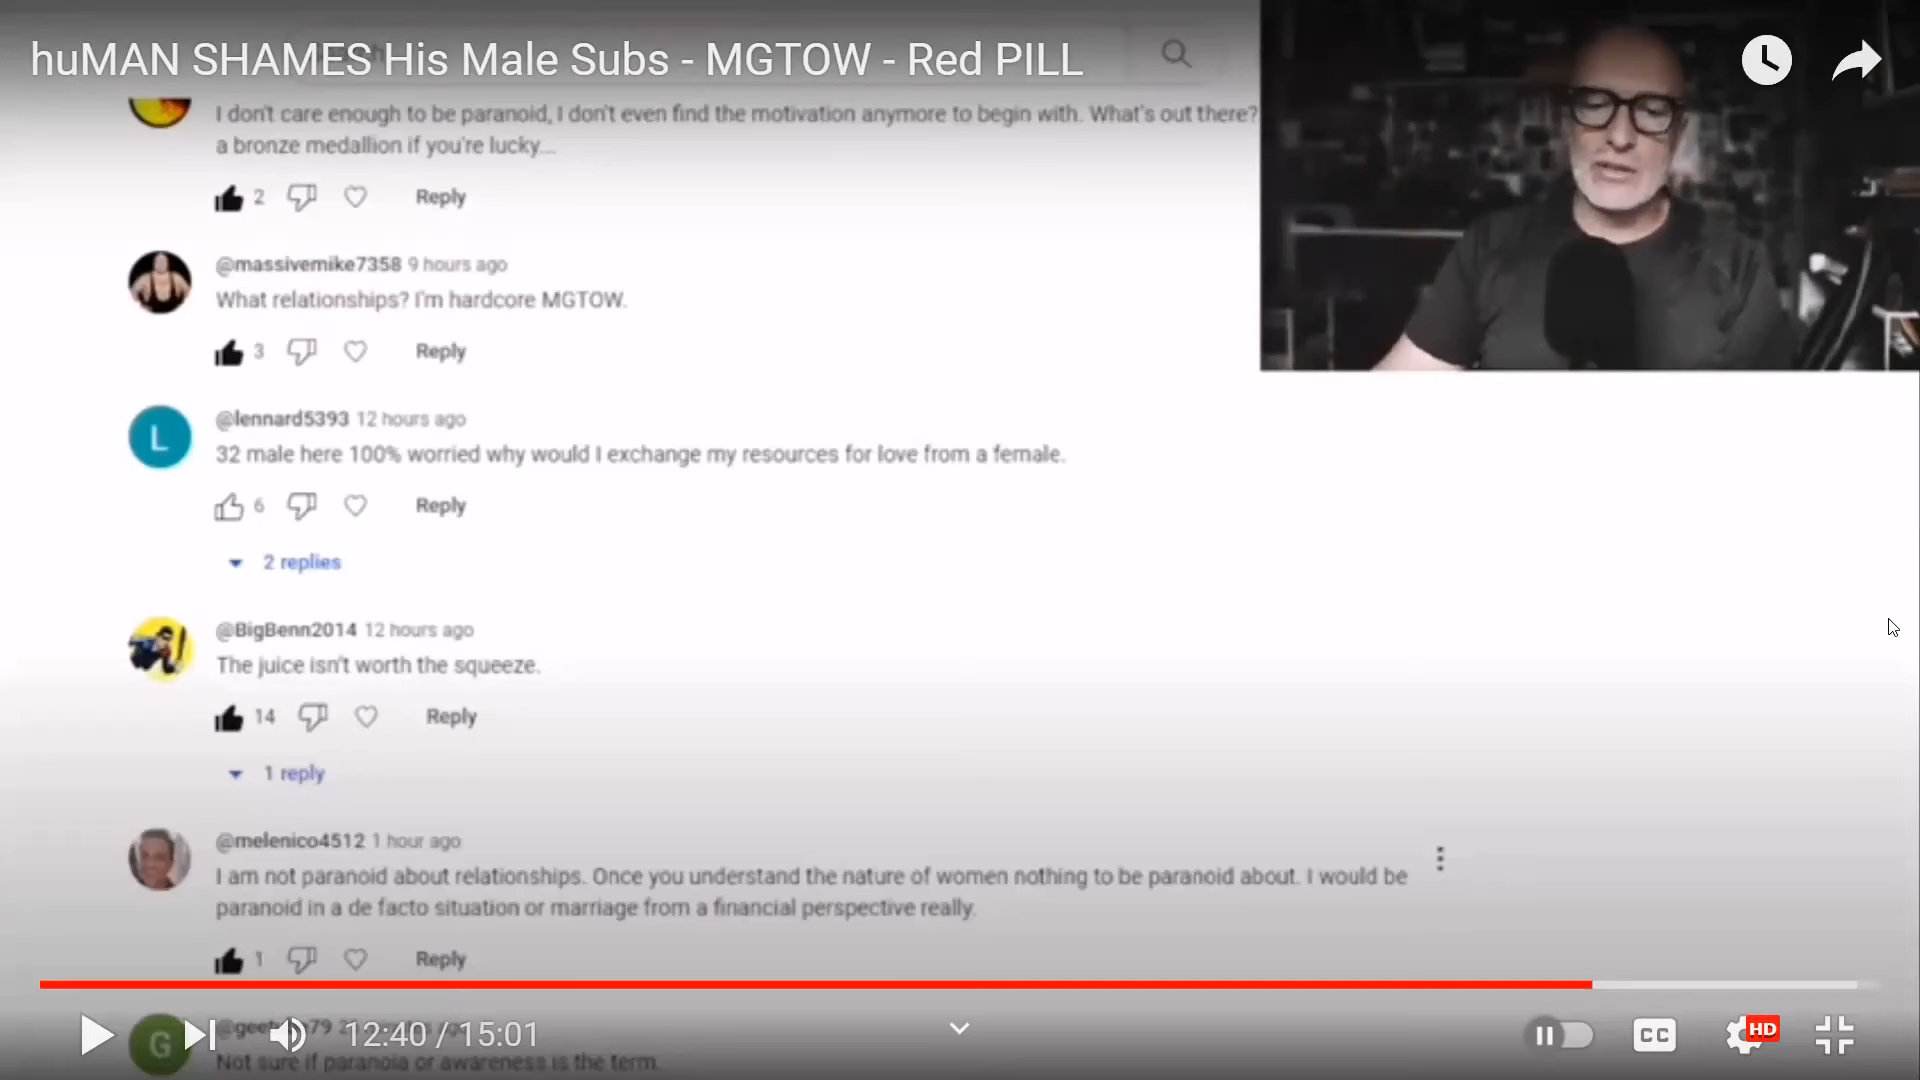 huMAN SHAMES His Male Subs - MGTOW - Red PILL
I don't care enough to be paranoid, I don't even find the motivation anymore to begin with. What's out there?
a bronze medallion if you're lucky...
2 Reply
@massivemike7358 9 hours ago
What relationships? I'm hardcore MGTOW.
3 Reply
L
@lennard5393 12 hours ago
32 male here 100% worried why would I exchange my resources for love from a female.
6 Reply
2 replies
@BigBenn2014 12 hours ago
The juice isn't worth the squeeze.
14 Reply
1 reply
@melenico4512 1 hour ago
I am not paranoid about relationships. Once you understand the nature of women nothing to be paranoid about. I would be
paranoid in a de facto situation or marriage from a financial perspective really.
1 Reply
G
12:40 / 15:01
CC
HD
Not sure if paranoia or awareness is the term.